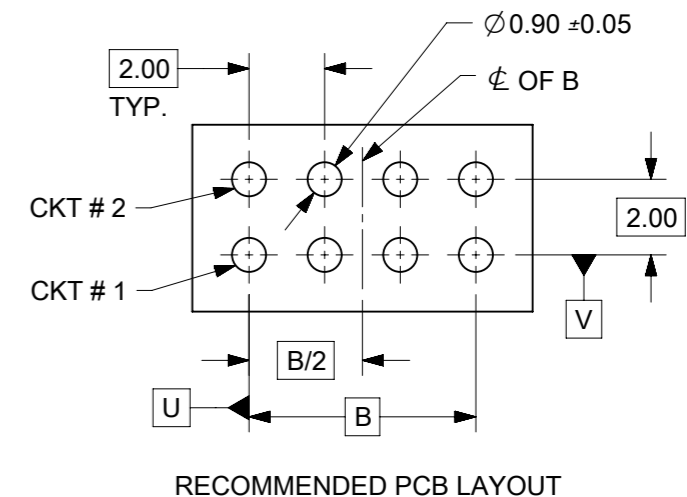 ∅0.90 ±0.05
2.00
TYP.
℄ OF B
CKT # 2
2.00
CKT # 1
V
B/2
U
B
RECOMMENDED PCB LAYOUT